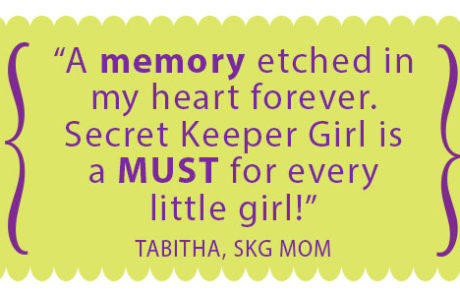 “A memory etched in
my heart forever.
Secret Keeper Girl is
a MUST for every
little girl!”
TABITHA, SKG MOM